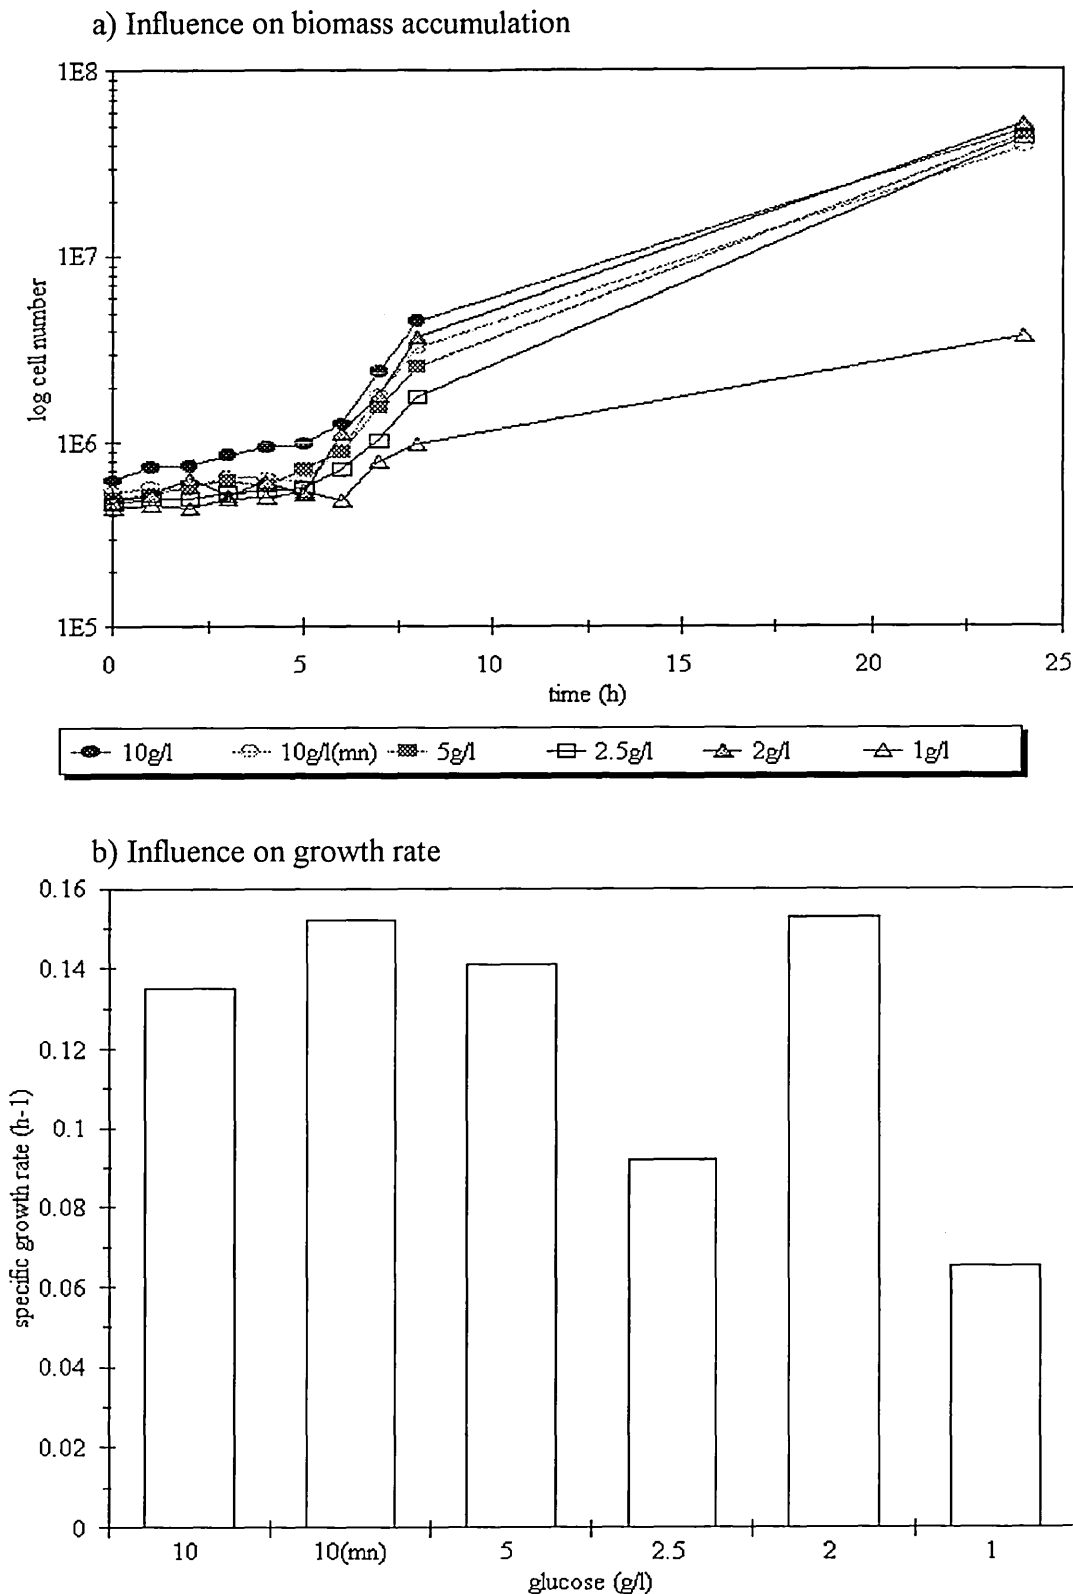 a) Influence on biomass accumulation
1E8
1E7
1E6
1E5
log cell number
0 5 10 15 20 25
time (h)
10g/l 10g/l(mn) 5g/l 2.5g/l 2g/l 1g/l
b) Influence on growth rate
0.16
0.14
0.12
0.1
0.08
0.06
0.04
0.02
0
specific growth rate (h-1)
10 10(mn) 5 2.5 2 1
glucose (g/l)